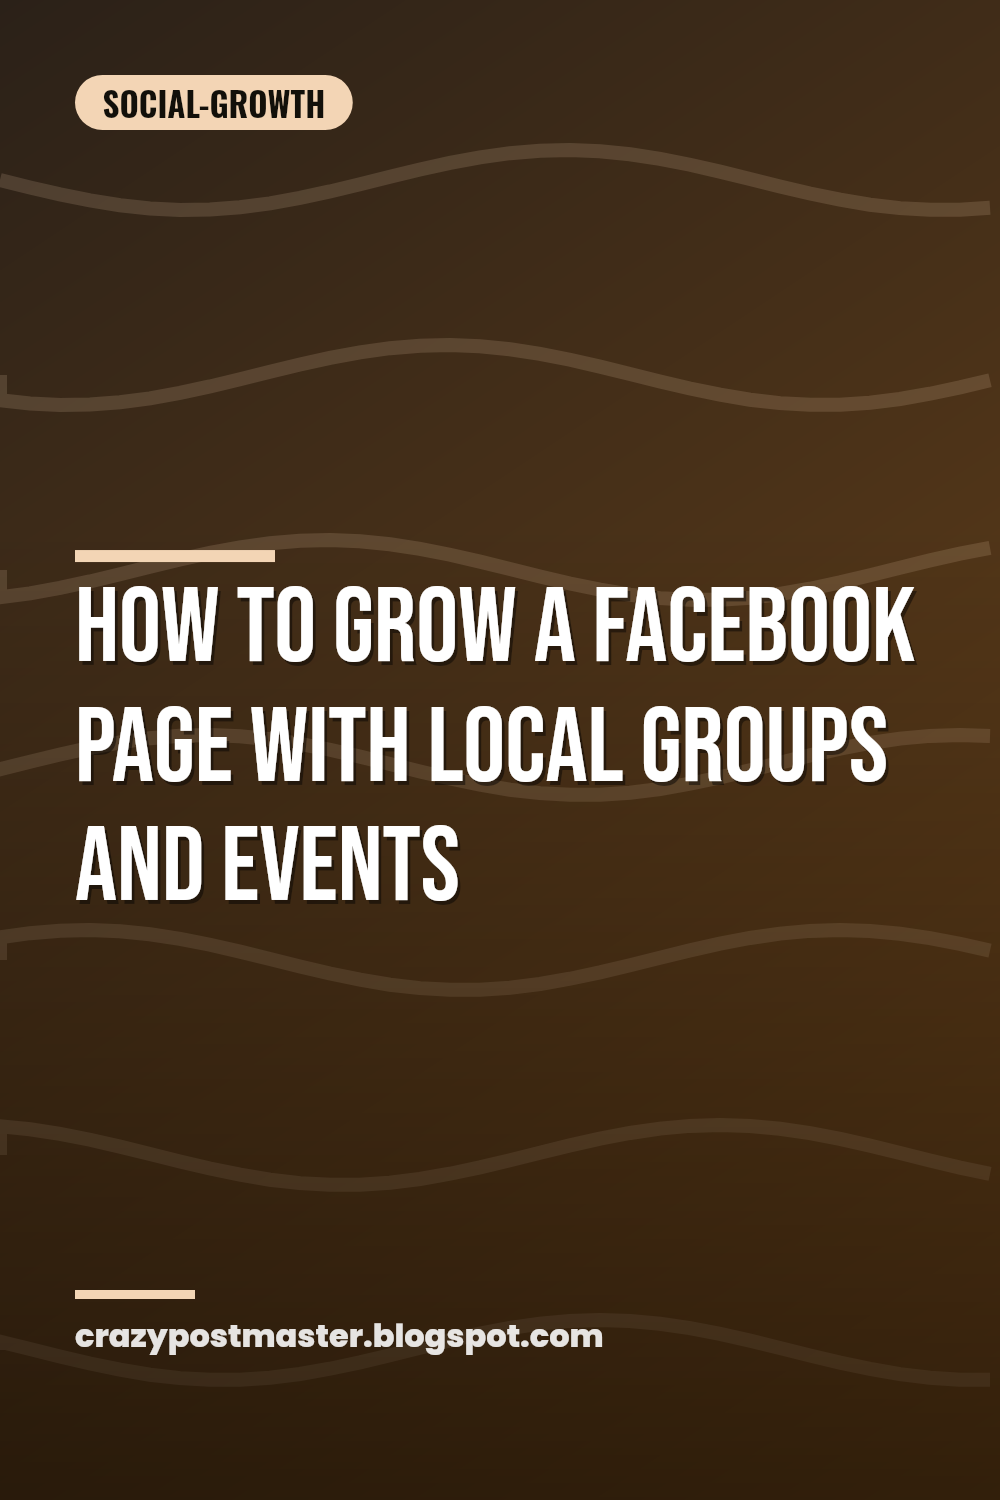 SOCIAL-GROWTH
HOW TO GROW A FACEBOOK
PAGE WITH LOCAL GROUPS
AND EVENTS
crazypostmaster.blogspot.com